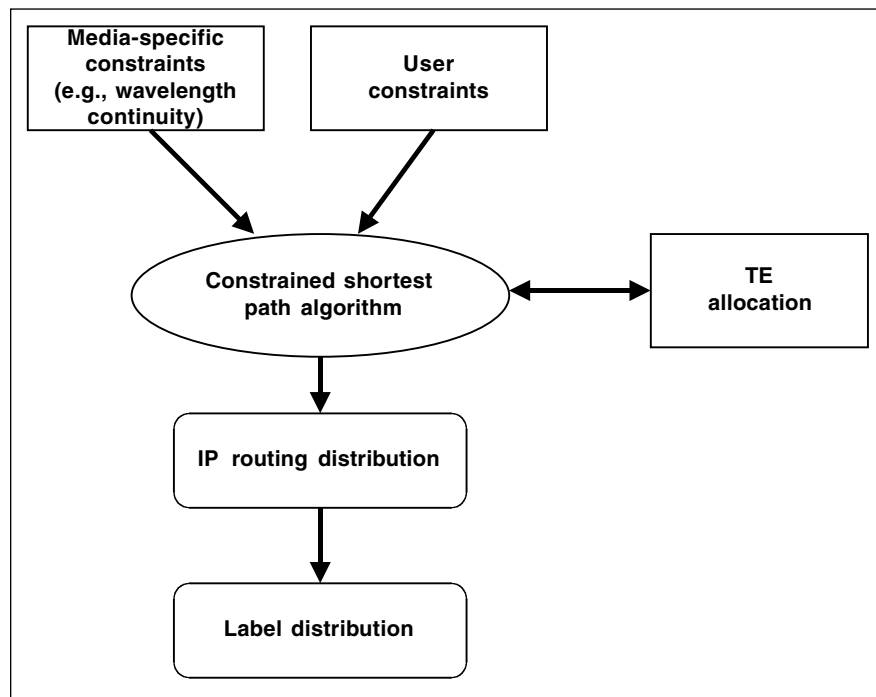 Media-specific
constraints
(e.g., wavelength
continuity)
User
constraints
Constrained shortest
path algorithm
TE
allocation
IP routing distribution
Label distribution